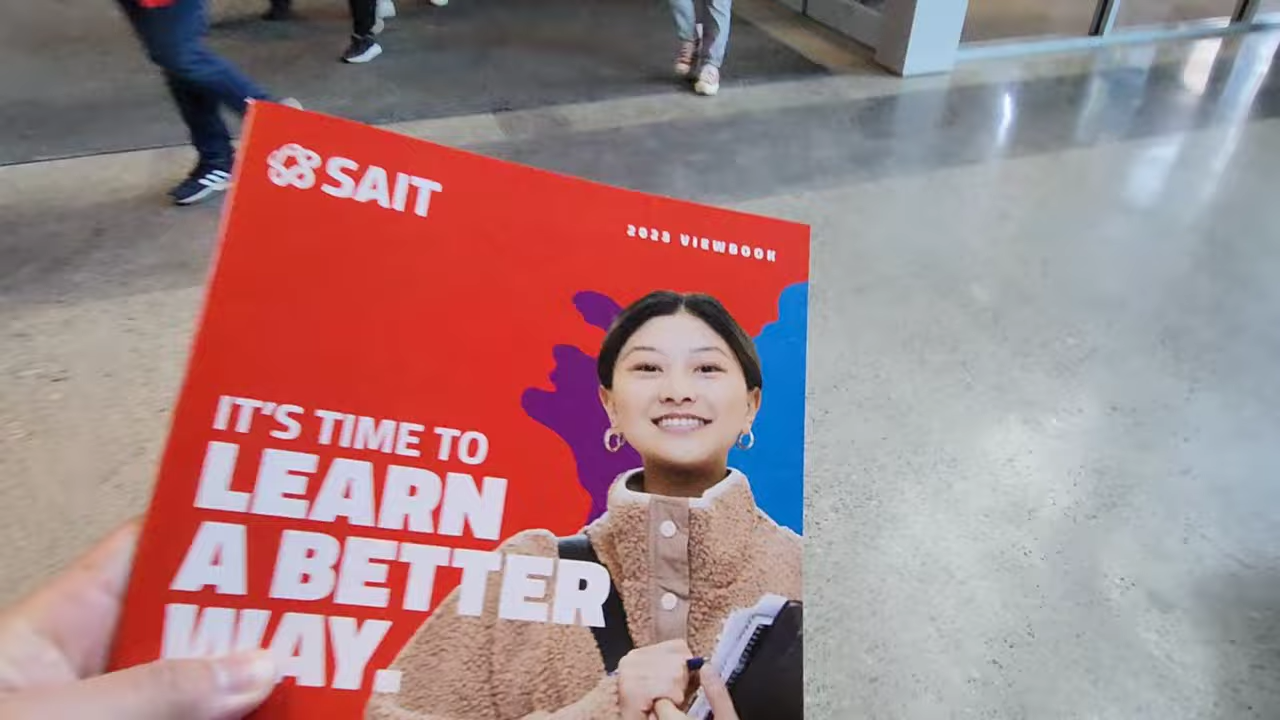 SAIT
2023 VIEWBOOK
IT'S TIME TO
LEARN
A BETTER
WAY.